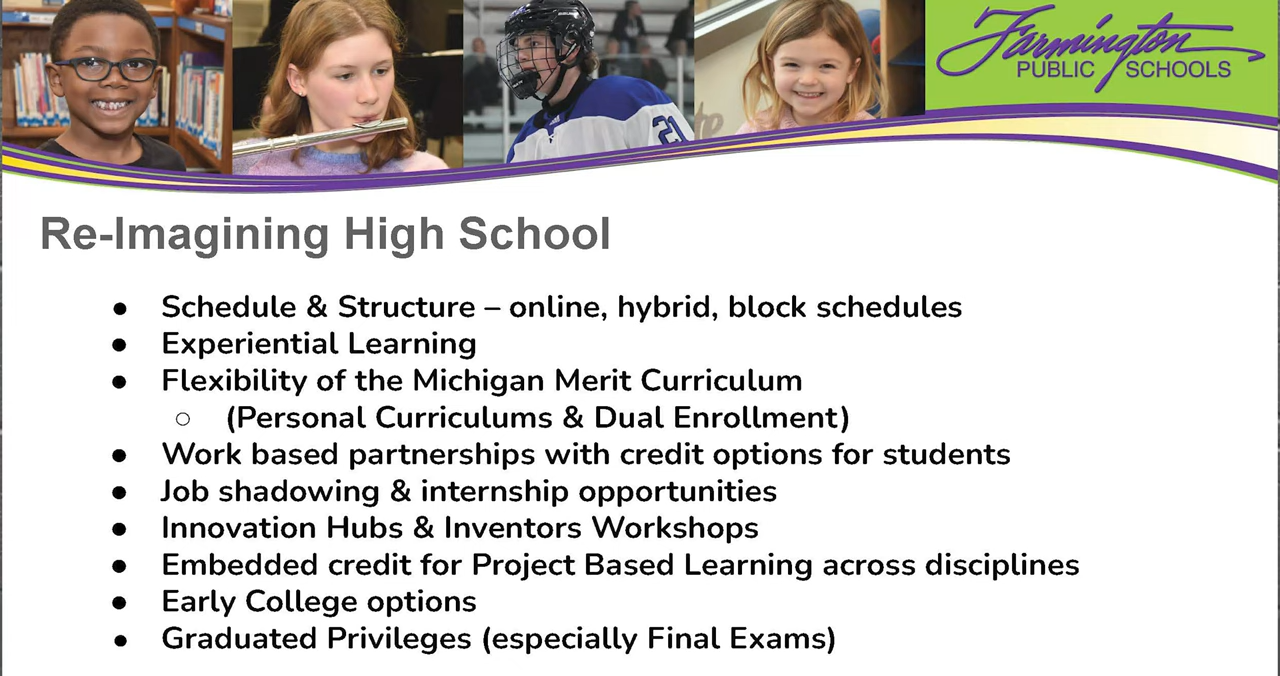 Farmington
PUBLIC SCHOOLS
21
Re-Imagining High School
● Schedule & Structure – online, hybrid, block schedules
● Experiential Learning
● Flexibility of the Michigan Merit Curriculum
○ (Personal Curriculums & Dual Enrollment)
● Work based partnerships with credit options for students
● Job shadowing & internship opportunities
● Innovation Hubs & Inventors Workshops
● Embedded credit for Project Based Learning across disciplines
● Early College options
● Graduated Privileges (especially Final Exams)